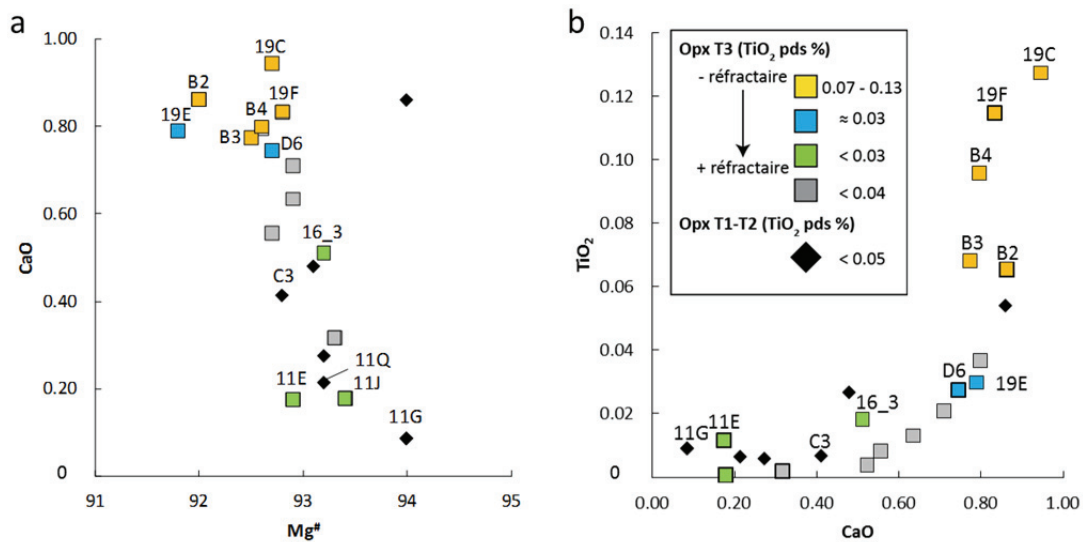 a
CaO
1.00
0.80
0.60
0.40
0.20
0
91
92
93
94
95
Mg#
19C
B2
19F
19E
B4
B3
D6
16_3
C3
11Q
11E
11J
11G
b
TiO2
0.14
0.12
0.10
0.08
0.06
0.04
0.02
0
0.00
0.20
0.40
0.60
0.80
1.00
CaO
Opx T3 (TiO2 pds %)
- réfractaire
0.07 - 0.13
≈ 0.03
+ réfractaire
< 0.03
< 0.04
Opx T1-T2 (TiO2 pds %)
< 0.05
19C
19F
B4
B3
B2
D6
19E
16_3
11G
11E
C3